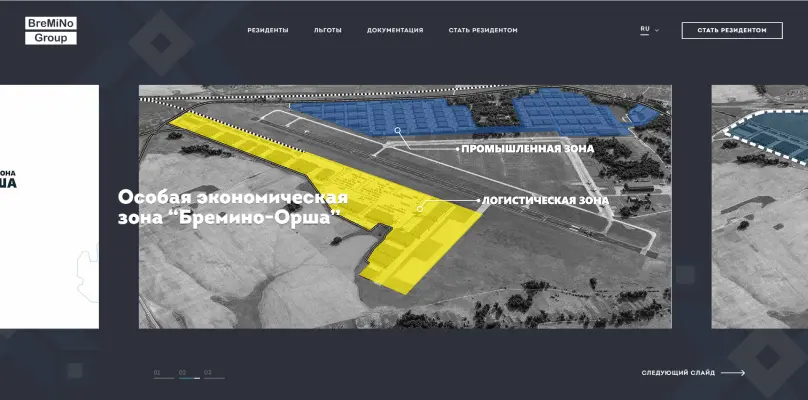 BreMiNo
Group
РЕЗИДЕНТЫ
ЛЬГОТЫ
ДОКУМЕНТАЦИЯ
СТАТЬ РЕЗИДЕНТОМ
RU
СТАТЬ РЕЗИДЕНТОМ
ЗОНА
ША
ПРОМЫШЛЕННАЯ ЗОНА
ЛОГИСТИЧЕСКАЯ ЗОНА
Особая экономическая
зона “Бремино-Орша”
01
02
03
СЛЕДУЮЩИЙ СЛАЙД